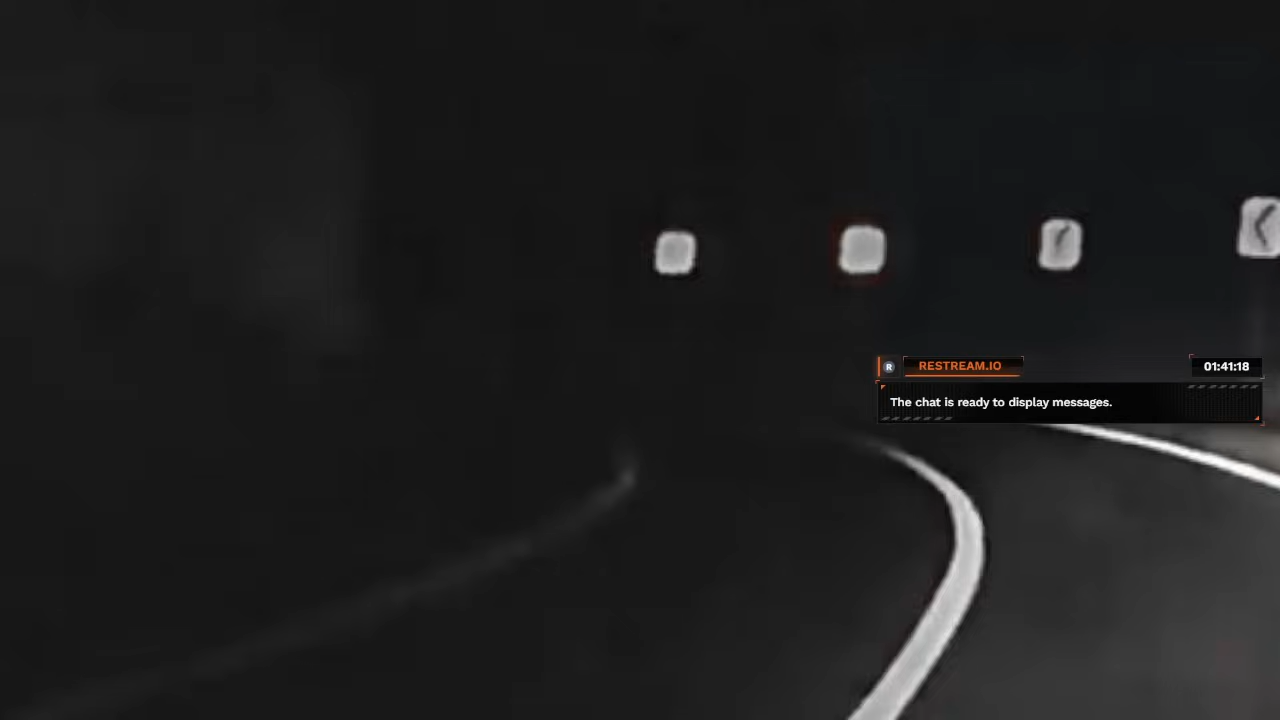 R RESTREAM.IO 01:41:18
The chat is ready to display messages.